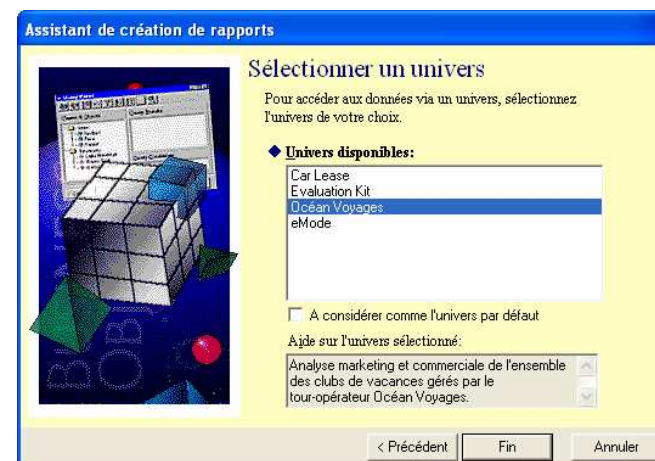 Assistant de création de rapports
Sélectionner un univers
Pour accéder aux données via un univers, sélectionnez
l'univers de votre choix.
Univers disponibles:
Car Lease
Evaluation Kit
Océan Voyages
eMode
A considérer comme l'univers par défaut
Aide sur l'univers sélectionné:
Analyse marketing et commerciale de l'ensemble
des clubs de vacances gérés par le
tour-opérateur Océan Voyages.
< Précédent
Fin
Annuler